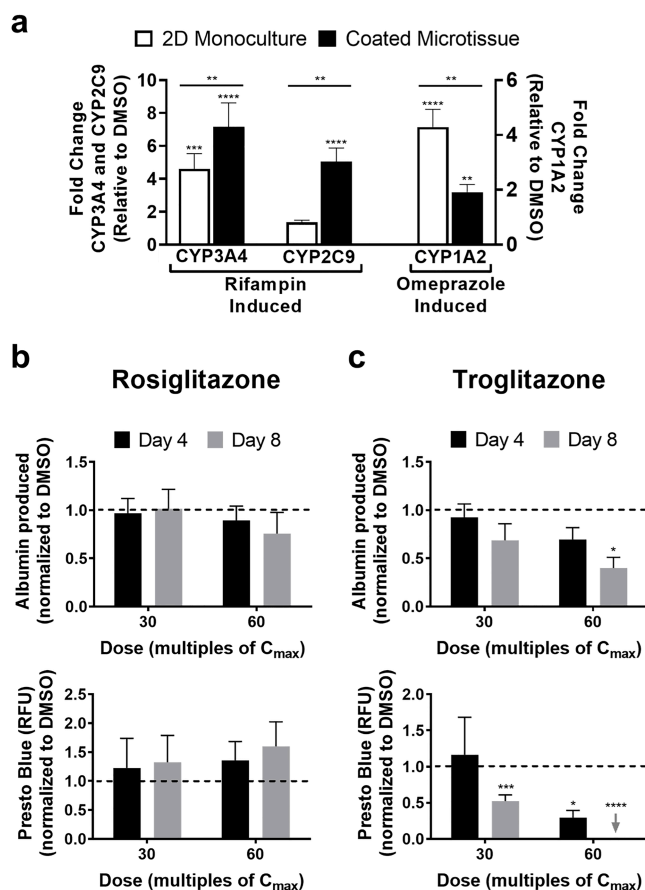 a
2D Monoculture Coated Microtissue
Fold Change
CYP3A4 and CYP2C9
(Relative to DMSO)
10
8
6
4
2
0
** ** **
*** **** **** **** **
6
4
2
0
Fold Change
CYP1A2
(Relative to DMSO)
CYP3A4 CYP2C9 CYP1A2
Rifampin
Induced
Omeprazole
Induced
b
Rosiglitazone
Day 4 Day 8
Albumin produced
(normalized to DMSO)
1.5
1.0
0.5
0.0
30 60
Dose (multiples of Cmax)
Presto Blue (RFU)
(normalized to DMSO)
2.5
2.0
1.5
1.0
0.5
0.0
30 60
Dose (multiples of Cmax)
c
Troglitazone
Day 4 Day 8
Albumin produced
(normalized to DMSO)
1.5
1.0
0.5
0.0
*
30 60
Dose (multiples of Cmax)
Presto Blue (RFU)
(normalized to DMSO)
2.0
1.5
1.0
0.5
0.0
*** * ****
30 60
Dose (multiples of Cmax)